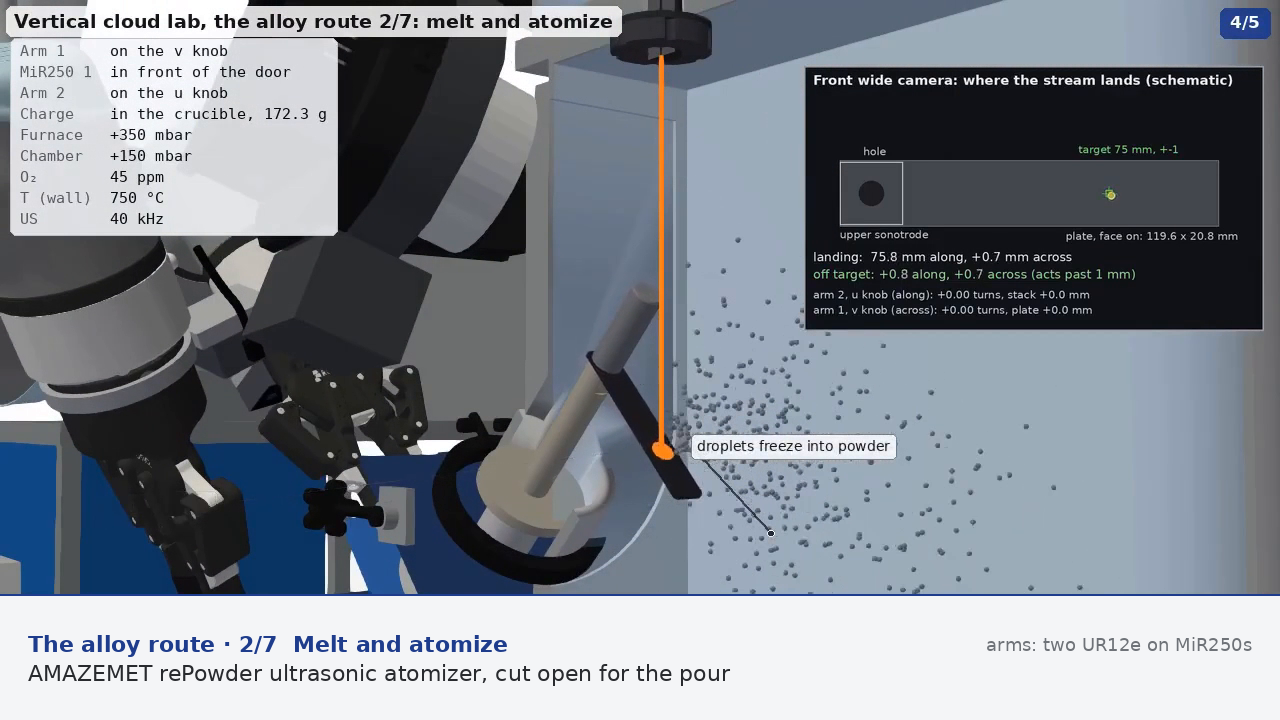 Vertical cloud lab, the alloy route 2/7: melt and atomize
4/5
Arm 1 on the v knob
MiR250 1 in front of the door
Arm 2 on the u knob
Charge in the crucible, 172.3 g
Furnace +350 mbar
Chamber +150 mbar
O₂ 45 ppm
T (wall) 750 °C
US 40 kHz
Front wide camera: where the stream lands (schematic)
hole
target 75 mm, +-1
upper sonotrode
plate, face on: 119.6 x 20.8 mm
landing: 75.8 mm along, +0.7 mm across
off target: +0.8 along, +0.7 across (acts past 1 mm)
arm 2, u knob (along): +0.00 turns, stack +0.0 mm
arm 1, v knob (across): +0.00 turns, plate +0.0 mm
droplets freeze into powder
The alloy route · 2/7 Melt and atomize
arms: two UR12e on MiR250s
AMAZEMET rePowder ultrasonic atomizer, cut open for the pour